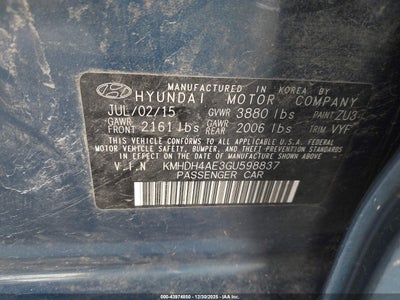 MANUFACTURED IN KOREA BY
HYUNDAI MOTOR COMPANY
JUL/02/15 GVWR 3880 lbs PAINT ZU3
GAWR FRONT 2161 lbs GAWR REAR 2006 lbs TRIM VYF
THIS VEHICLE CONFORMS TO ALL APPLICABLE U.S. FEDERAL
MOTOR VEHICLE SAFETY, BUMPER, AND THEFT PREVENTION
STANDARDS IN EFFECT ON THE DATE OF MANUFACTURE SHOWN ABOVE.
V.I.N KMHDH4AE3GU598837
PASSENGER CAR
000-43974850 - 12/30/2025 - IAA Inc.